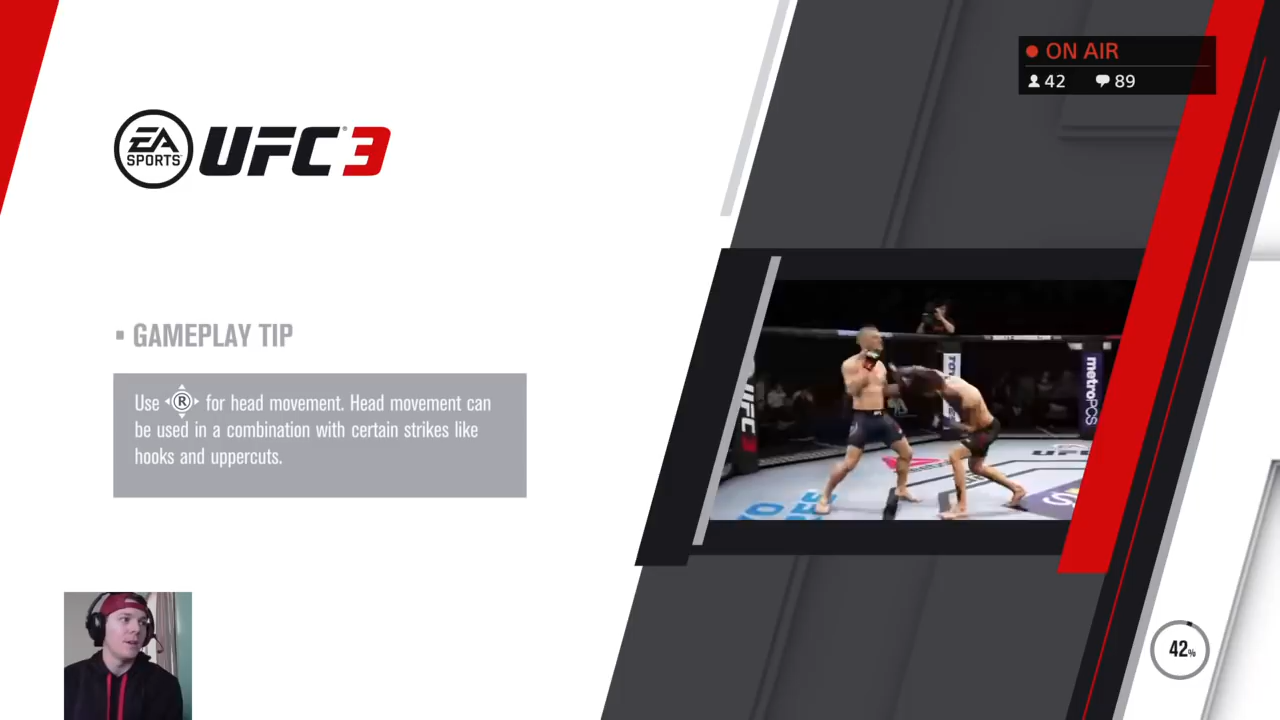 ON AIR
42 89
EA SPORTS UFC 3
GAMEPLAY TIP
Use R for head movement. Head movement can
be used in a combination with certain strikes like
hooks and uppercuts.
metroPCS
UFC 3
42%